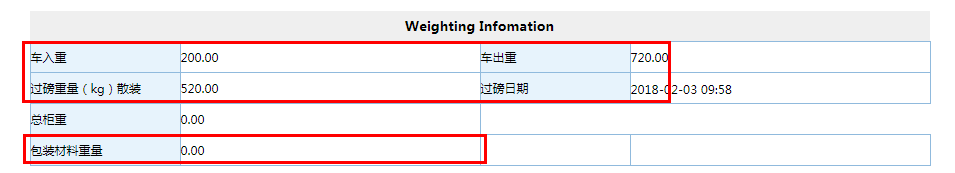 Weighting Infomation
车入重 200.00 车出重 720.00
过磅重量（kg）散装 520.00 过磅日期 2018-02-03 09:58
总柜重 0.00
包装材料重量 0.00